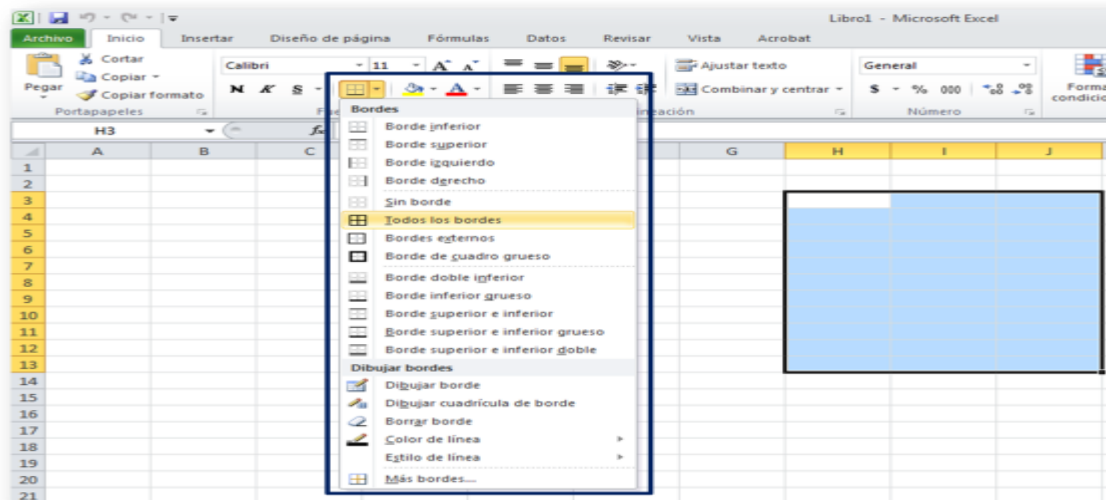 Libro1 - Microsoft Excel
Archivo Inicio Insertar Diseño de página Fórmulas Datos Revisar Vista Acrobat
Cortar Calibri 11 A A Ajustar texto General
Pegar Copiar
Copiar formato N K S A Combinar y centrar $ % 000 Forma
condicio
Portapapeles Número
H3
A B C G H I J
Bordes
Borde inferior
Borde superior
Borde izquierdo
Borde derecho
Sin borde
Todos los bordes
Bordes externos
Borde de cuadro grueso
Borde doble inferior
Borde inferior grueso
Borde superior e inferior
Borde superior e inferior grueso
Borde superior e inferior doble
Dibujar bordes
Dibujar borde
Dibujar cuadrícula de borde
Borrar borde
Color de línea
Estilo de línea
Más bordes...
1
2
3
4
5
6
7
8
9
10
11
12
13
14
15
16
17
18
19
20
21